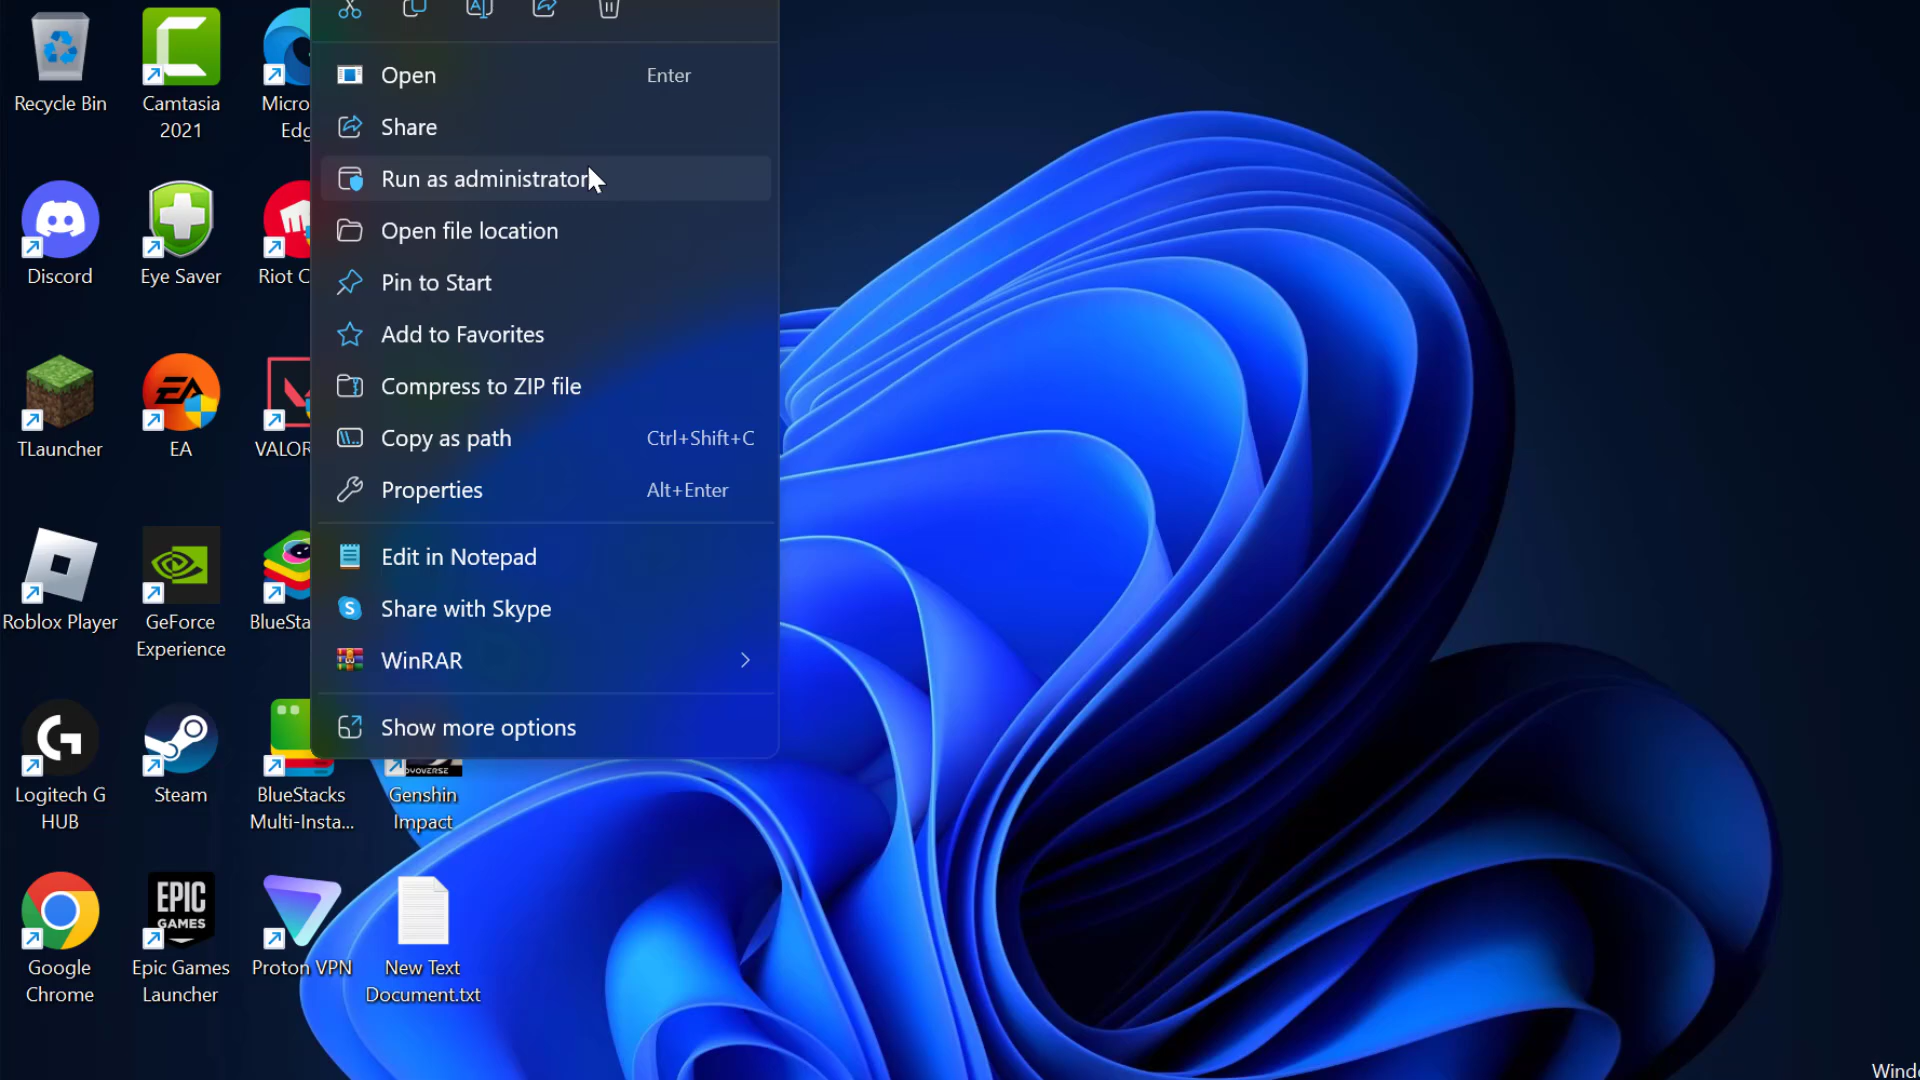 Recycle Bin
Camtasia
2021
Discord
Eye Saver
TLauncher
EA
EA
Roblox Player
GeForce
Experience
Logitech G
HUB
Steam
BlueStacks
Multi-Insta...
Genshin
Impact
Google
Chrome
EPIC
GAMES
Epic Games
Launcher
Proton VPN
New Text
Document.txt
Open Enter
Share
Run as administrator
Open file location
Pin to Start
Add to Favorites
Compress to ZIP file
Copy as path Ctrl+Shift+C
Properties Alt+Enter
Edit in Notepad
Share with Skype
WinRAR
Show more options